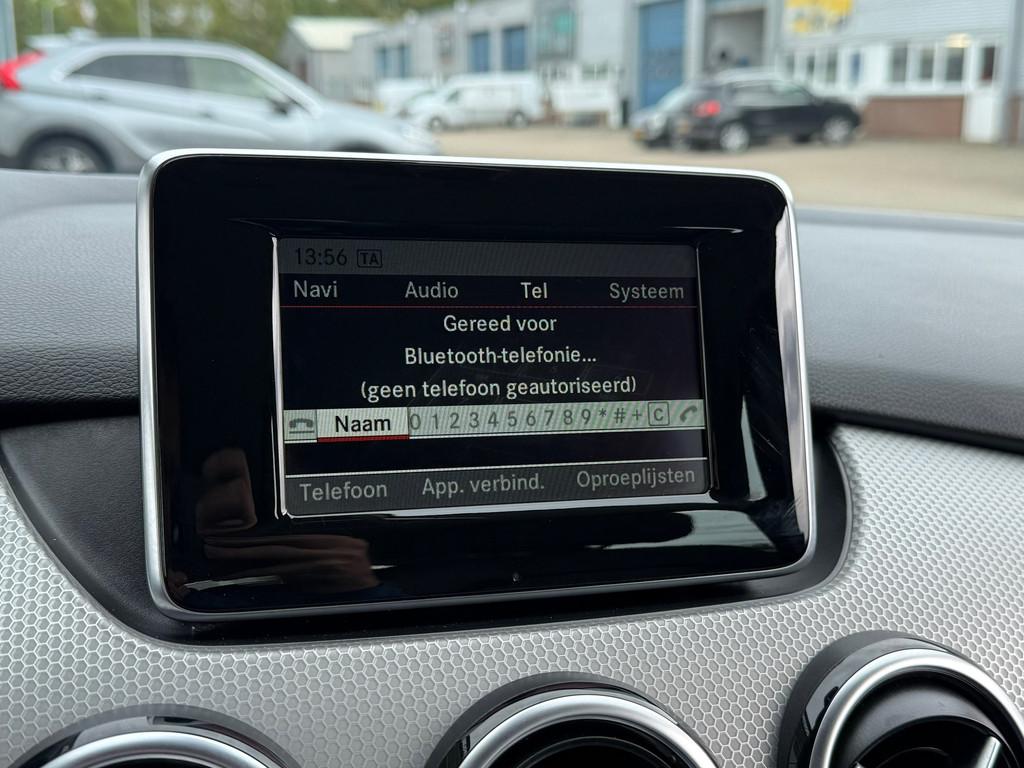 13:56 TA
Navi Audio Tel Systeem
Gereed voor
Bluetooth-telefonie...
(geen telefoon geautoriseerd)
Naam 0 1 2 3 4 5 6 7 8 9 * # + C
Telefoon App. verbind. Oproeplijsten